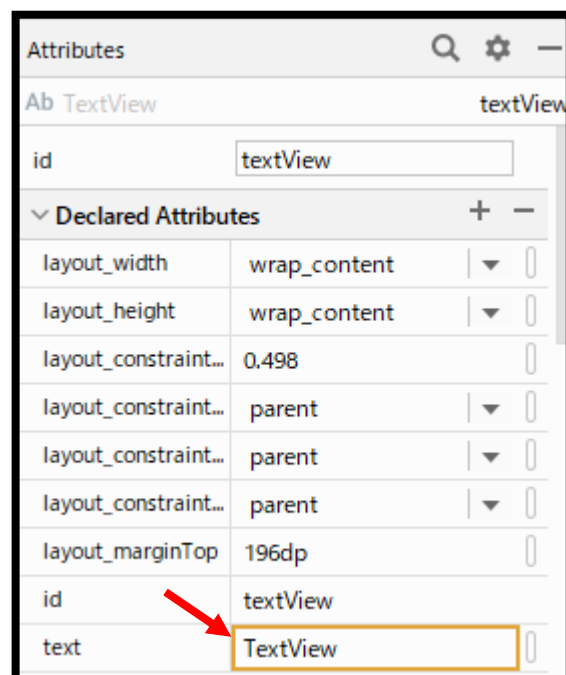 Attributes
Ab TextView textView
id textView
Declared Attributes
layout_width wrap_content
layout_height wrap_content
layout_constraint... 0.498
layout_constraint... parent
layout_constraint... parent
layout_constraint... parent
layout_marginTop 196dp
id textView
text TextView